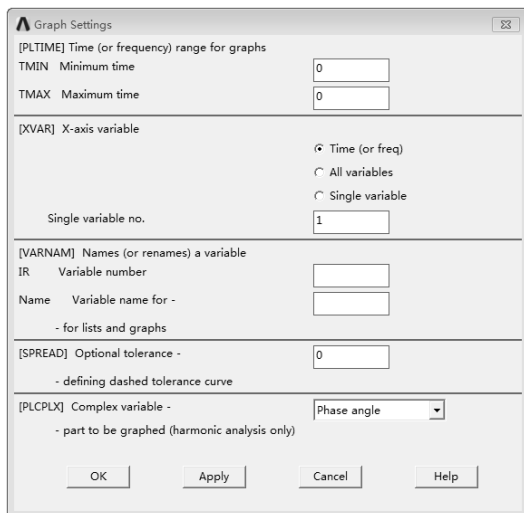 Graph Settings
[PLTIME] Time (or frequency) range for graphs
TMIN Minimum time 0
TMAX Maximum time 0
[XVAR] X-axis variable
Time (or freq)
All variables
Single variable
Single variable no. 1
[VARNAM] Names (or renames) a variable
IR Variable number
Name Variable name for -
- for lists and graphs
[SPREAD] Optional tolerance - 0
- defining dashed tolerance curve
[PLCPLX] Complex variable - Phase angle
- part to be graphed (harmonic analysis only)
OK Apply Cancel Help